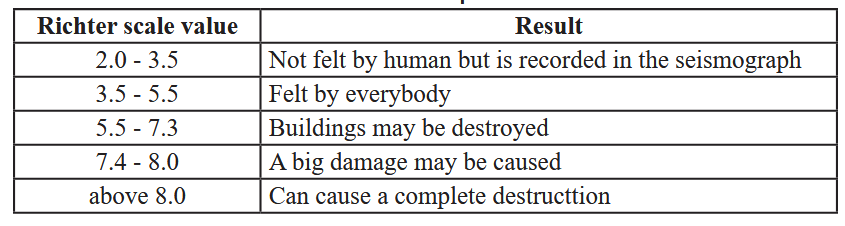 Richter scale value Result
2.0 - 3.5 Not felt by human but is recorded in the seismograph
3.5 - 5.5 Felt by everybody
5.5 - 7.3 Buildings may be destroyed
7.4 - 8.0 A big damage may be caused
above 8.0 Can cause a complete destructtion